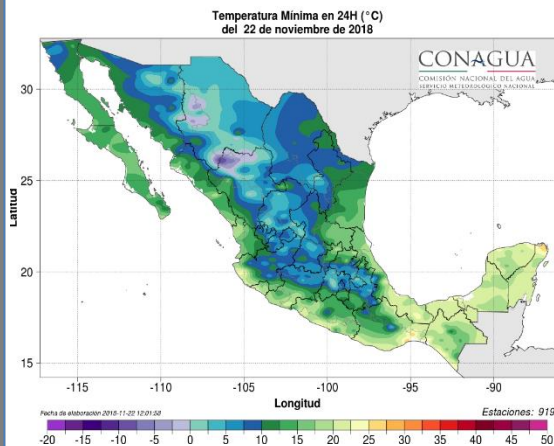 Temperatura Mínima en 24H (°C)
del 22 de noviembre de 2018
CONAGUA
COMISIÓN NACIONAL DEL AGUA
SERVICIO METEOROLÓGICO NACIONAL
Latitud
30
25
20
15
-115 -110 -105 -100 -95 -90
Longitud
Fecha de elaboración 2018-11-22 12:01:58
Estaciones: 919
-20 -15 -10 -5 0 5 10 15 20 25 30 35 40 45 50